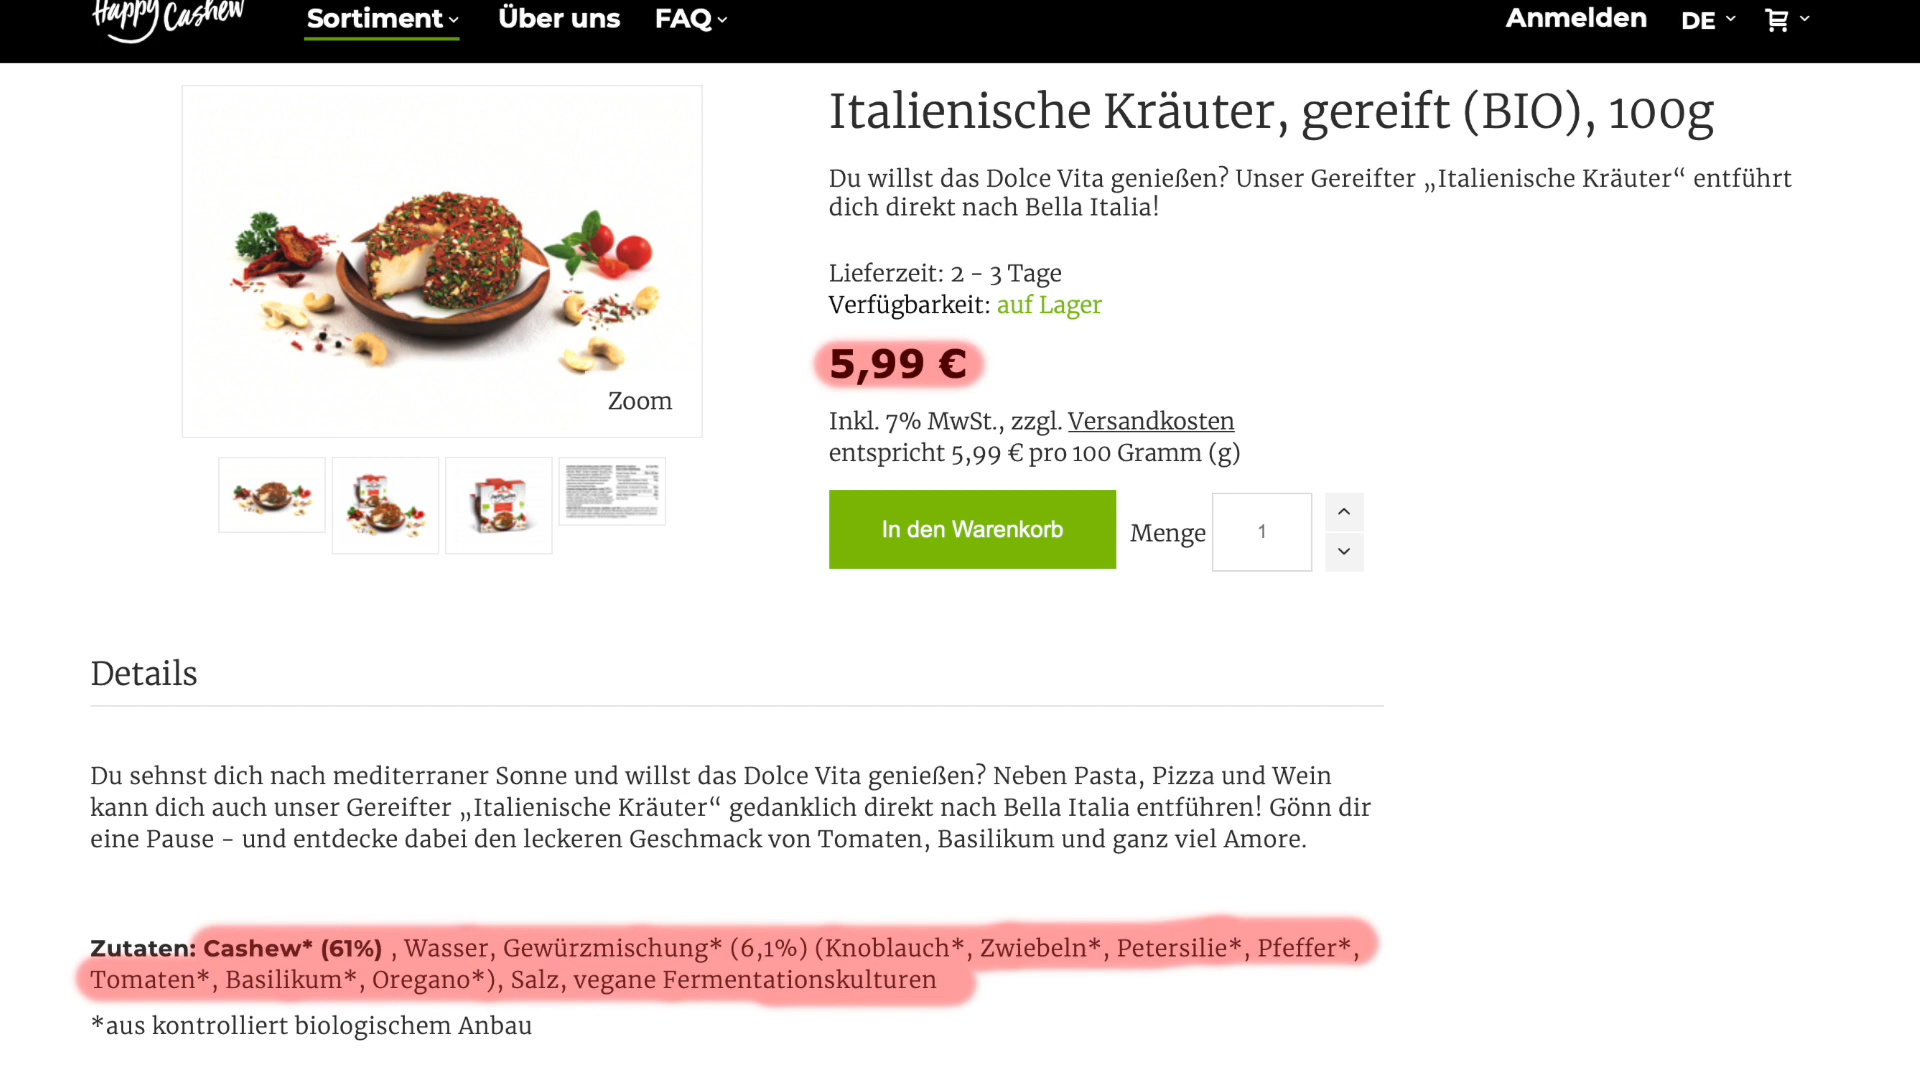 Happy Cashew
Sortiment
Über uns
FAQ
Anmelden
DE
Italienische Kräuter, gereift (BIO), 100g
Du willst das Dolce Vita genießen? Unser Gereifter „Italienische Kräuter“ entführt
dich direkt nach Bella Italia!
Lieferzeit: 2 - 3 Tage
Verfügbarkeit: auf Lager
5,99 €
Zoom
Inkl. 7% MwSt., zzgl. Versandkosten
entspricht 5,99 € pro 100 Gramm (g)
In den Warenkorb
Menge
1
Details
Du sehnst dich nach mediterraner Sonne und willst das Dolce Vita genießen? Neben Pasta, Pizza und Wein
kann dich auch unser Gereifter „Italienische Kräuter“ gedanklich direkt nach Bella Italia entführen! Gönn dir
eine Pause - und entdecke dabei den leckeren Geschmack von Tomaten, Basilikum und ganz viel Amore.
Zutaten: Cashew* (61%) , Wasser, Gewürzmischung* (6,1%) (Knoblauch*, Zwiebeln*, Petersilie*, Pfeffer*,
Tomaten*, Basilikum*, Oregano*), Salz, vegane Fermentationskulturen
*aus kontrolliert biologischem Anbau